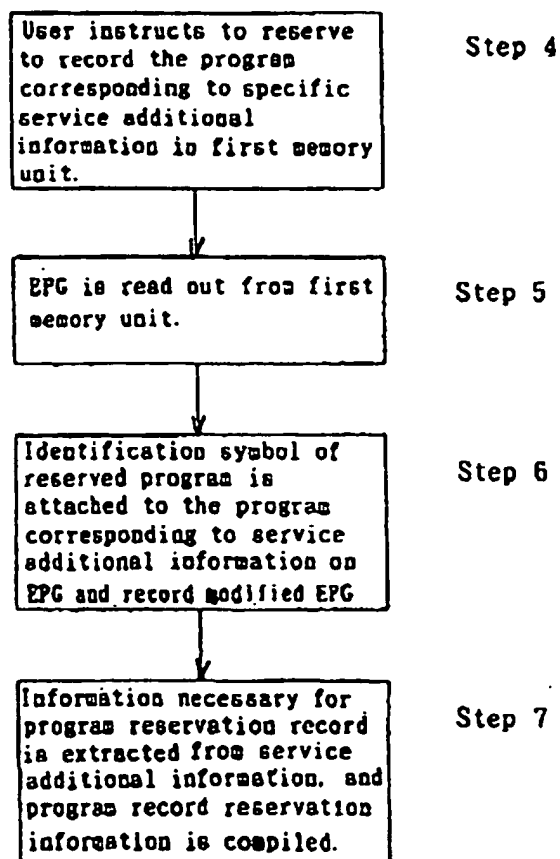 User instructs to reserve
to record the program
corresponding to specific
service additional
information in first memory
unit.
Step 4
EPG is read out from first
memory unit.
Step 5
Identification symbol of
reserved program is
attached to the program
corresponding to service
additional information on
EPG and record modified EPG
Step 6
Information necessary for
program reservation record
is extracted from service
additional information, and
program record reservation
information is compiled.
Step 7